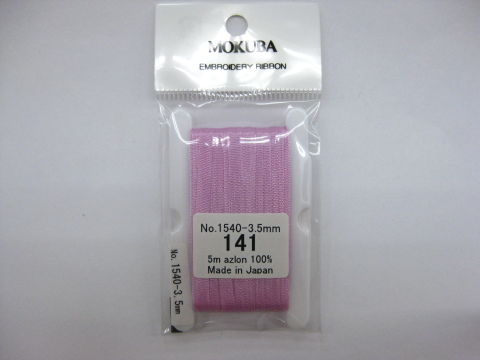 MOKUBA
EMBROIDERY RIBBON
No.1540-3.5mm
141
5m azlon 100%
Made in Japan
No.1540-3.5mm